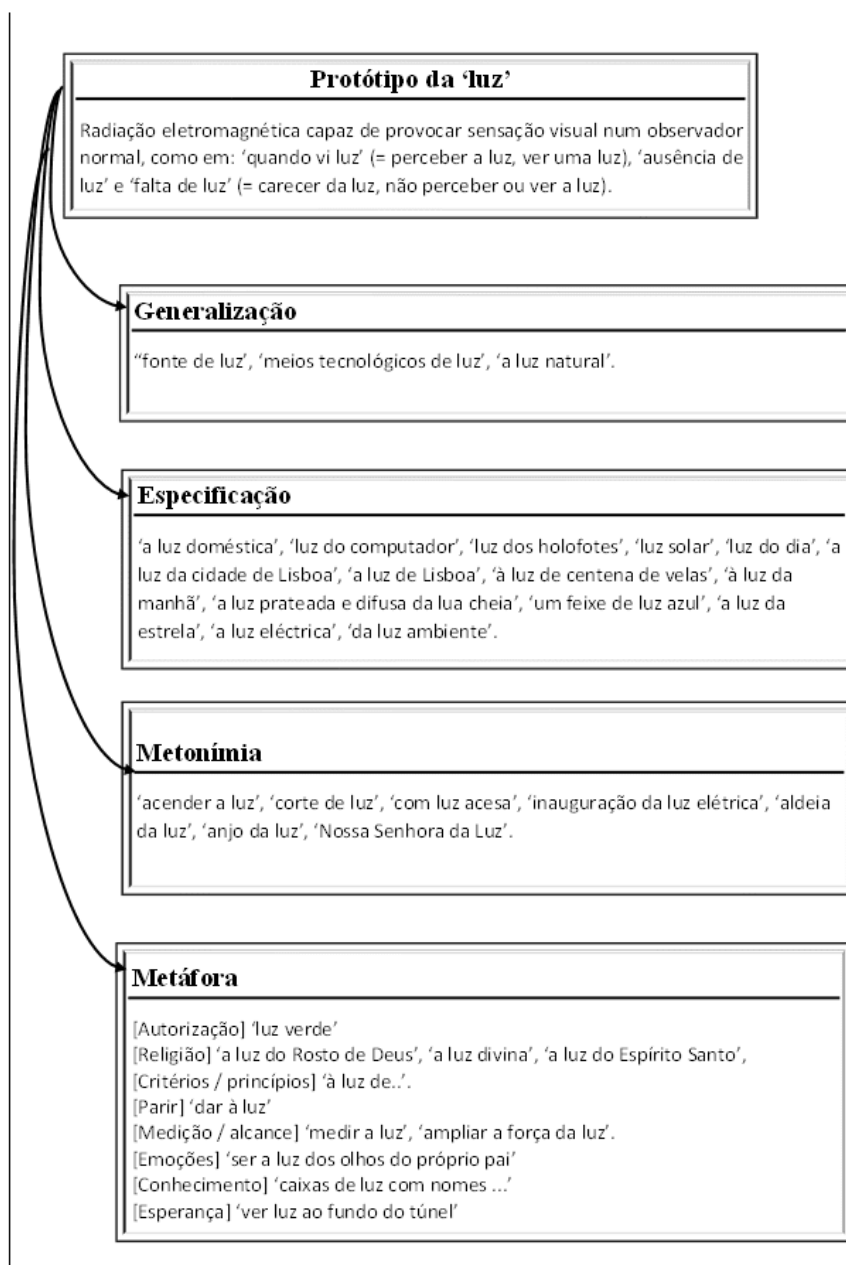 Protótipo da ‘luz’
Radiação eletromagnética capaz de provocar sensação visual num observador
normal, como em: ‘quando vi luz’ (= perceber a luz, ver uma luz), ‘ausência de
luz’ e ‘falta de luz’ (= carecer da luz, não perceber ou ver a luz).
Generalização
“fonte de luz’, ‘meios tecnológicos de luz’, ‘a luz natural’.
Especificação
‘a luz doméstica’, ‘luz do computador’, ‘luz dos holofotes’, ‘luz solar’, ‘luz do dia’, ‘a
luz da cidade de Lisboa’, ‘a luz de Lisboa’, ‘à luz de centena de velas’, ‘à luz da
manhã’, ‘a luz prateada e difusa da lua cheia’, ‘um feixe de luz azul’, ‘a luz da
estrela’, ‘a luz eléctrica’, ‘da luz ambiente’.
Metonímia
‘acender a luz’, ‘corte de luz’, ‘com luz acesa’, ‘inauguração da luz elétrica’, ‘aldeia
da luz’, ‘anjo da luz’, ‘Nossa Senhora da Luz’.
Metáfora
[Autorização] ‘luz verde’
[Religião] ‘a luz do Rosto de Deus’, ‘a luz divina’, ‘a luz do Espírito Santo’,
[Critérios / princípios] ‘à luz de..’.
[Parir] ‘dar à luz’
[Medição / alcance] ‘medir a luz’, ‘ampliar a força da luz’.
[Emoções] ‘ser a luz dos olhos do próprio pai’
[Conhecimento] ‘caixas de luz com nomes ...’
[Esperança] ‘ver luz ao fundo do túnel’